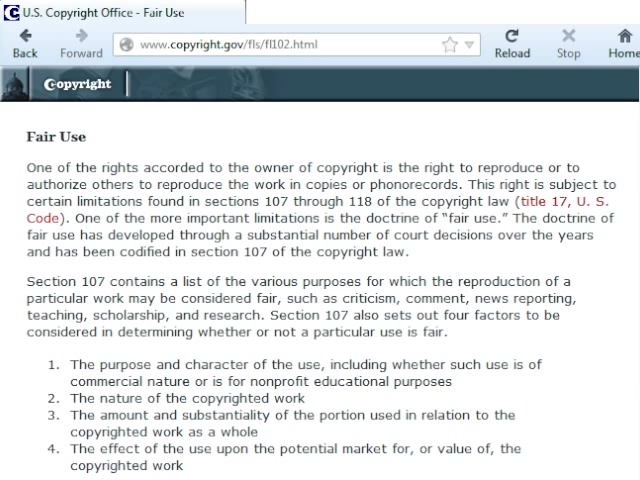 U.S. Copyright Office - Fair Use
Back Forward www.copyright.gov/fls/fl102.html Reload Stop Home
Copyright
Fair Use
One of the rights accorded to the owner of copyright is the right to reproduce or to
authorize others to reproduce the work in copies or phonorecords. This right is subject to
certain limitations found in sections 107 through 118 of the copyright law (title 17, U. S.
Code). One of the more important limitations is the doctrine of “fair use.” The doctrine of
fair use has developed through a substantial number of court decisions over the years
and has been codified in section 107 of the copyright law.
Section 107 contains a list of the various purposes for which the reproduction of a
particular work may be considered fair, such as criticism, comment, news reporting,
teaching, scholarship, and research. Section 107 also sets out four factors to be
considered in determining whether or not a particular use is fair.
1. The purpose and character of the use, including whether such use is of
commercial nature or is for nonprofit educational purposes
2. The nature of the copyrighted work
3. The amount and substantiality of the portion used in relation to the
copyrighted work as a whole
4. The effect of the use upon the potential market for, or value of, the
copyrighted work